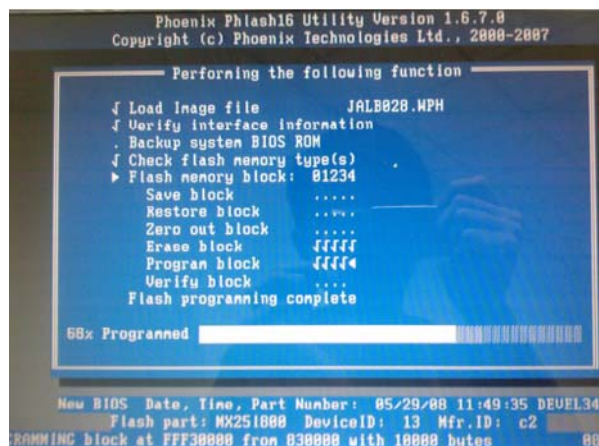 Phoenix Phlash16 Utility Version 1.6.7.0
Copyright (c) Phoenix Technologies Ltd., 2000-2007
Performing the following function
√ Load Image file JALB028.WPH
√ Verify interface information
. Backup system BIOS ROM
√ Check flash memory type(s)
► Flash memory block: 01234
Save block .....
Restore block .....
Zero out block .....
Erase block √√√√√
Program block √√√√◄
Verify block ....
Flash programming complete
68% Programmed
New BIOS Date, Time, Part Number: 05/29/08 11:49:35 DEVEL34
Flash part: MX25l800 DeviceID: 13 Mfr.ID: c2
RAMMING block at FFF30000 from 830000 with 10000 bytes